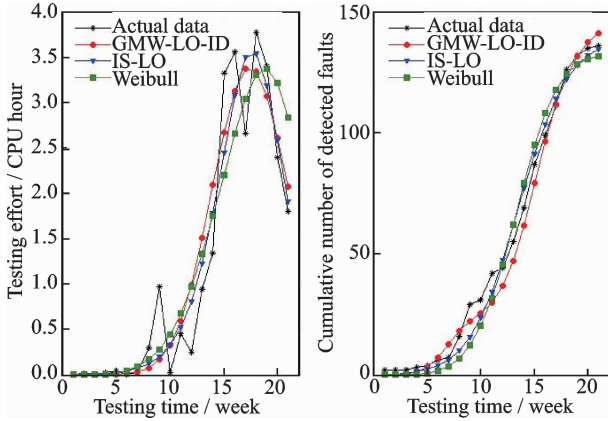 4.0
3.5
3.0
2.5
2.0
1.5
1.0
0.5
0.0
Testing effort / CPU hour
Actual data
GMW-LO-ID
IS-LO
Weibull
0 5 10 15 20
Testing time / week
150
100
50
0
Cumulative number of detected faults
Actual data
GMW-LO-ID
IS-LO
Weibull
0 5 10 15 20
Testing time / week